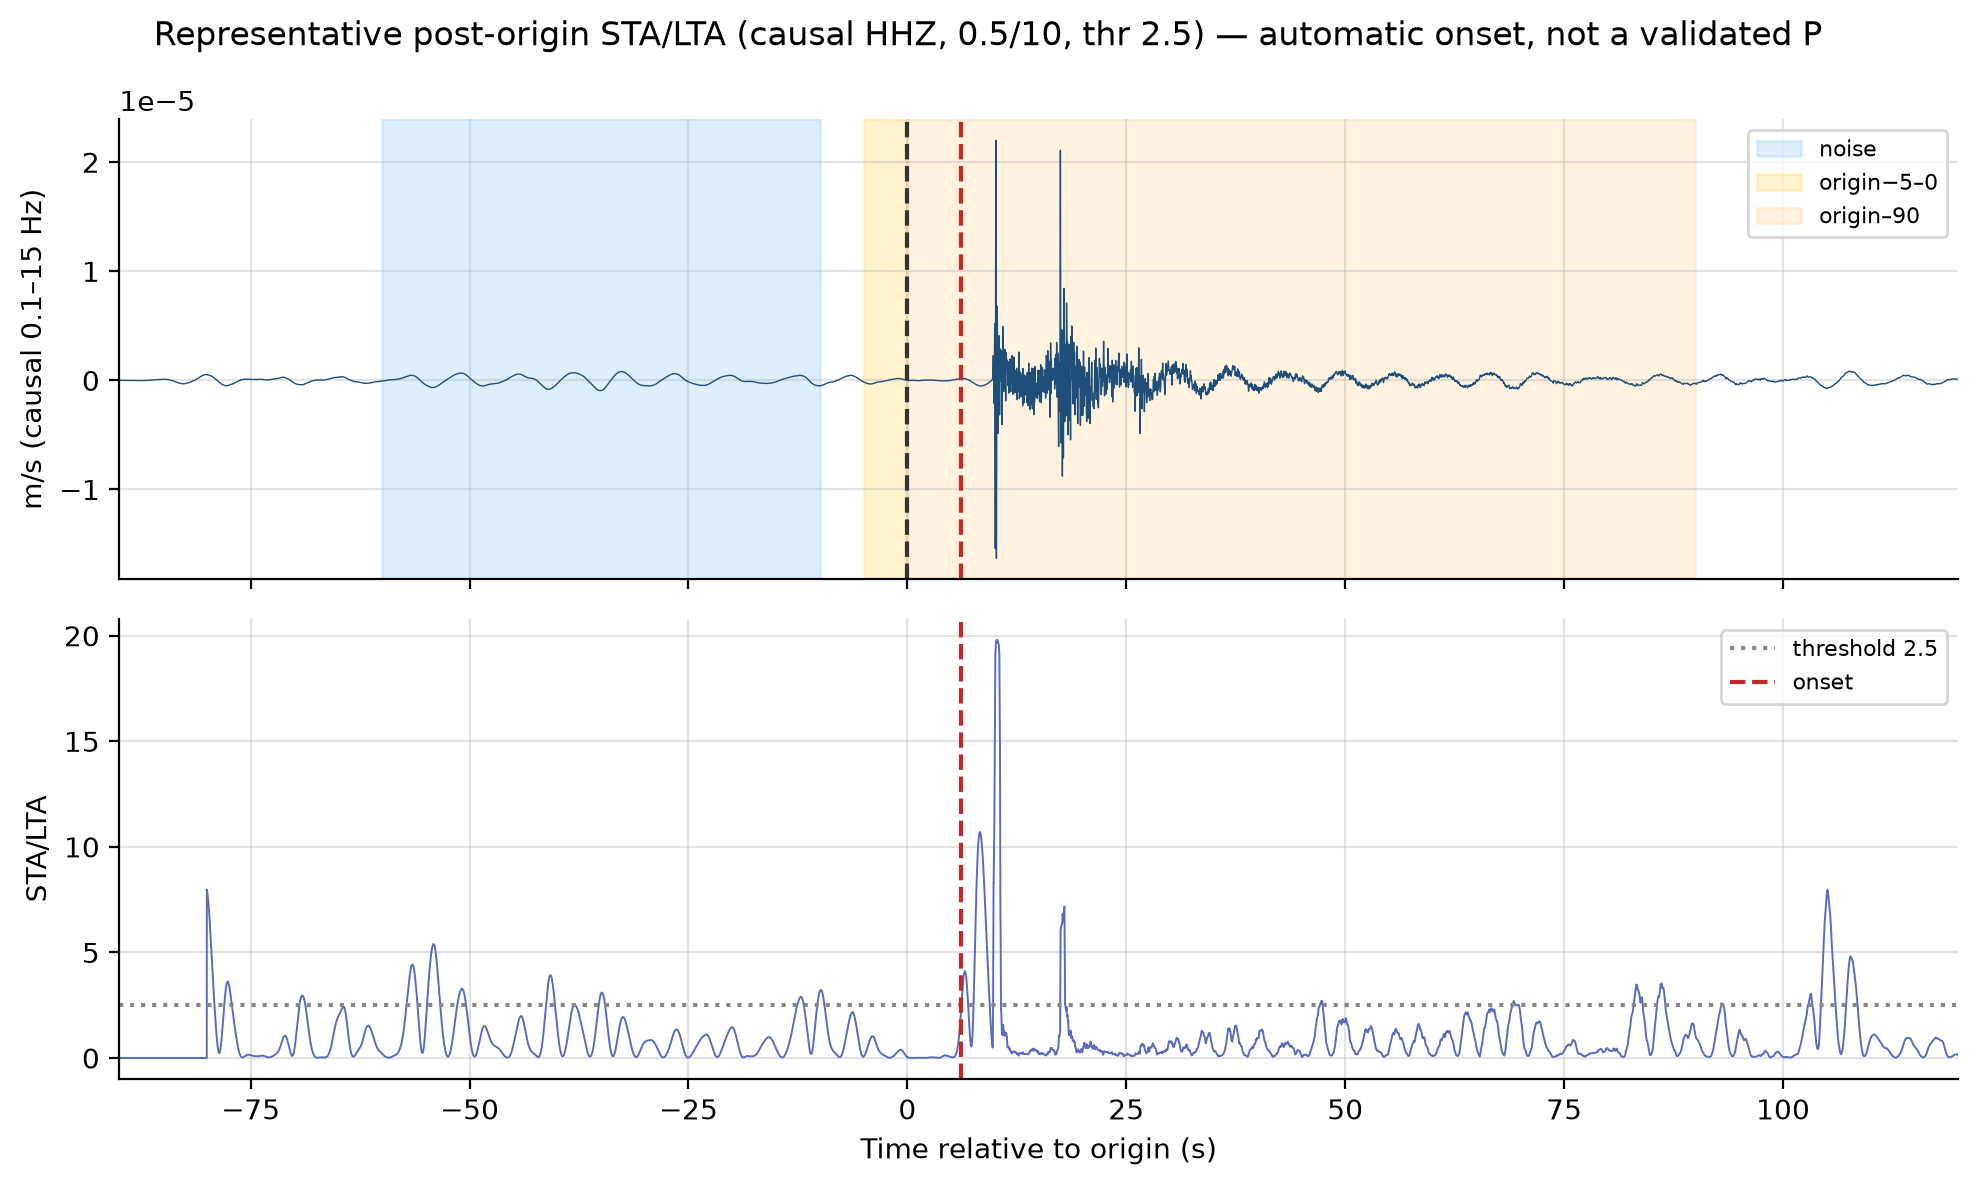 Representative post-origin STA/LTA (causal HHZ, 0.5/10, thr 2.5) — automatic onset, not a validated P
1e−5
m/s (causal 0.1–15 Hz)
2
1
0
−1
noise
origin−5–0
origin–90
STA/LTA
20
15
10
5
0
threshold 2.5
onset
−75
−50
−25
0
25
50
75
100
Time relative to origin (s)